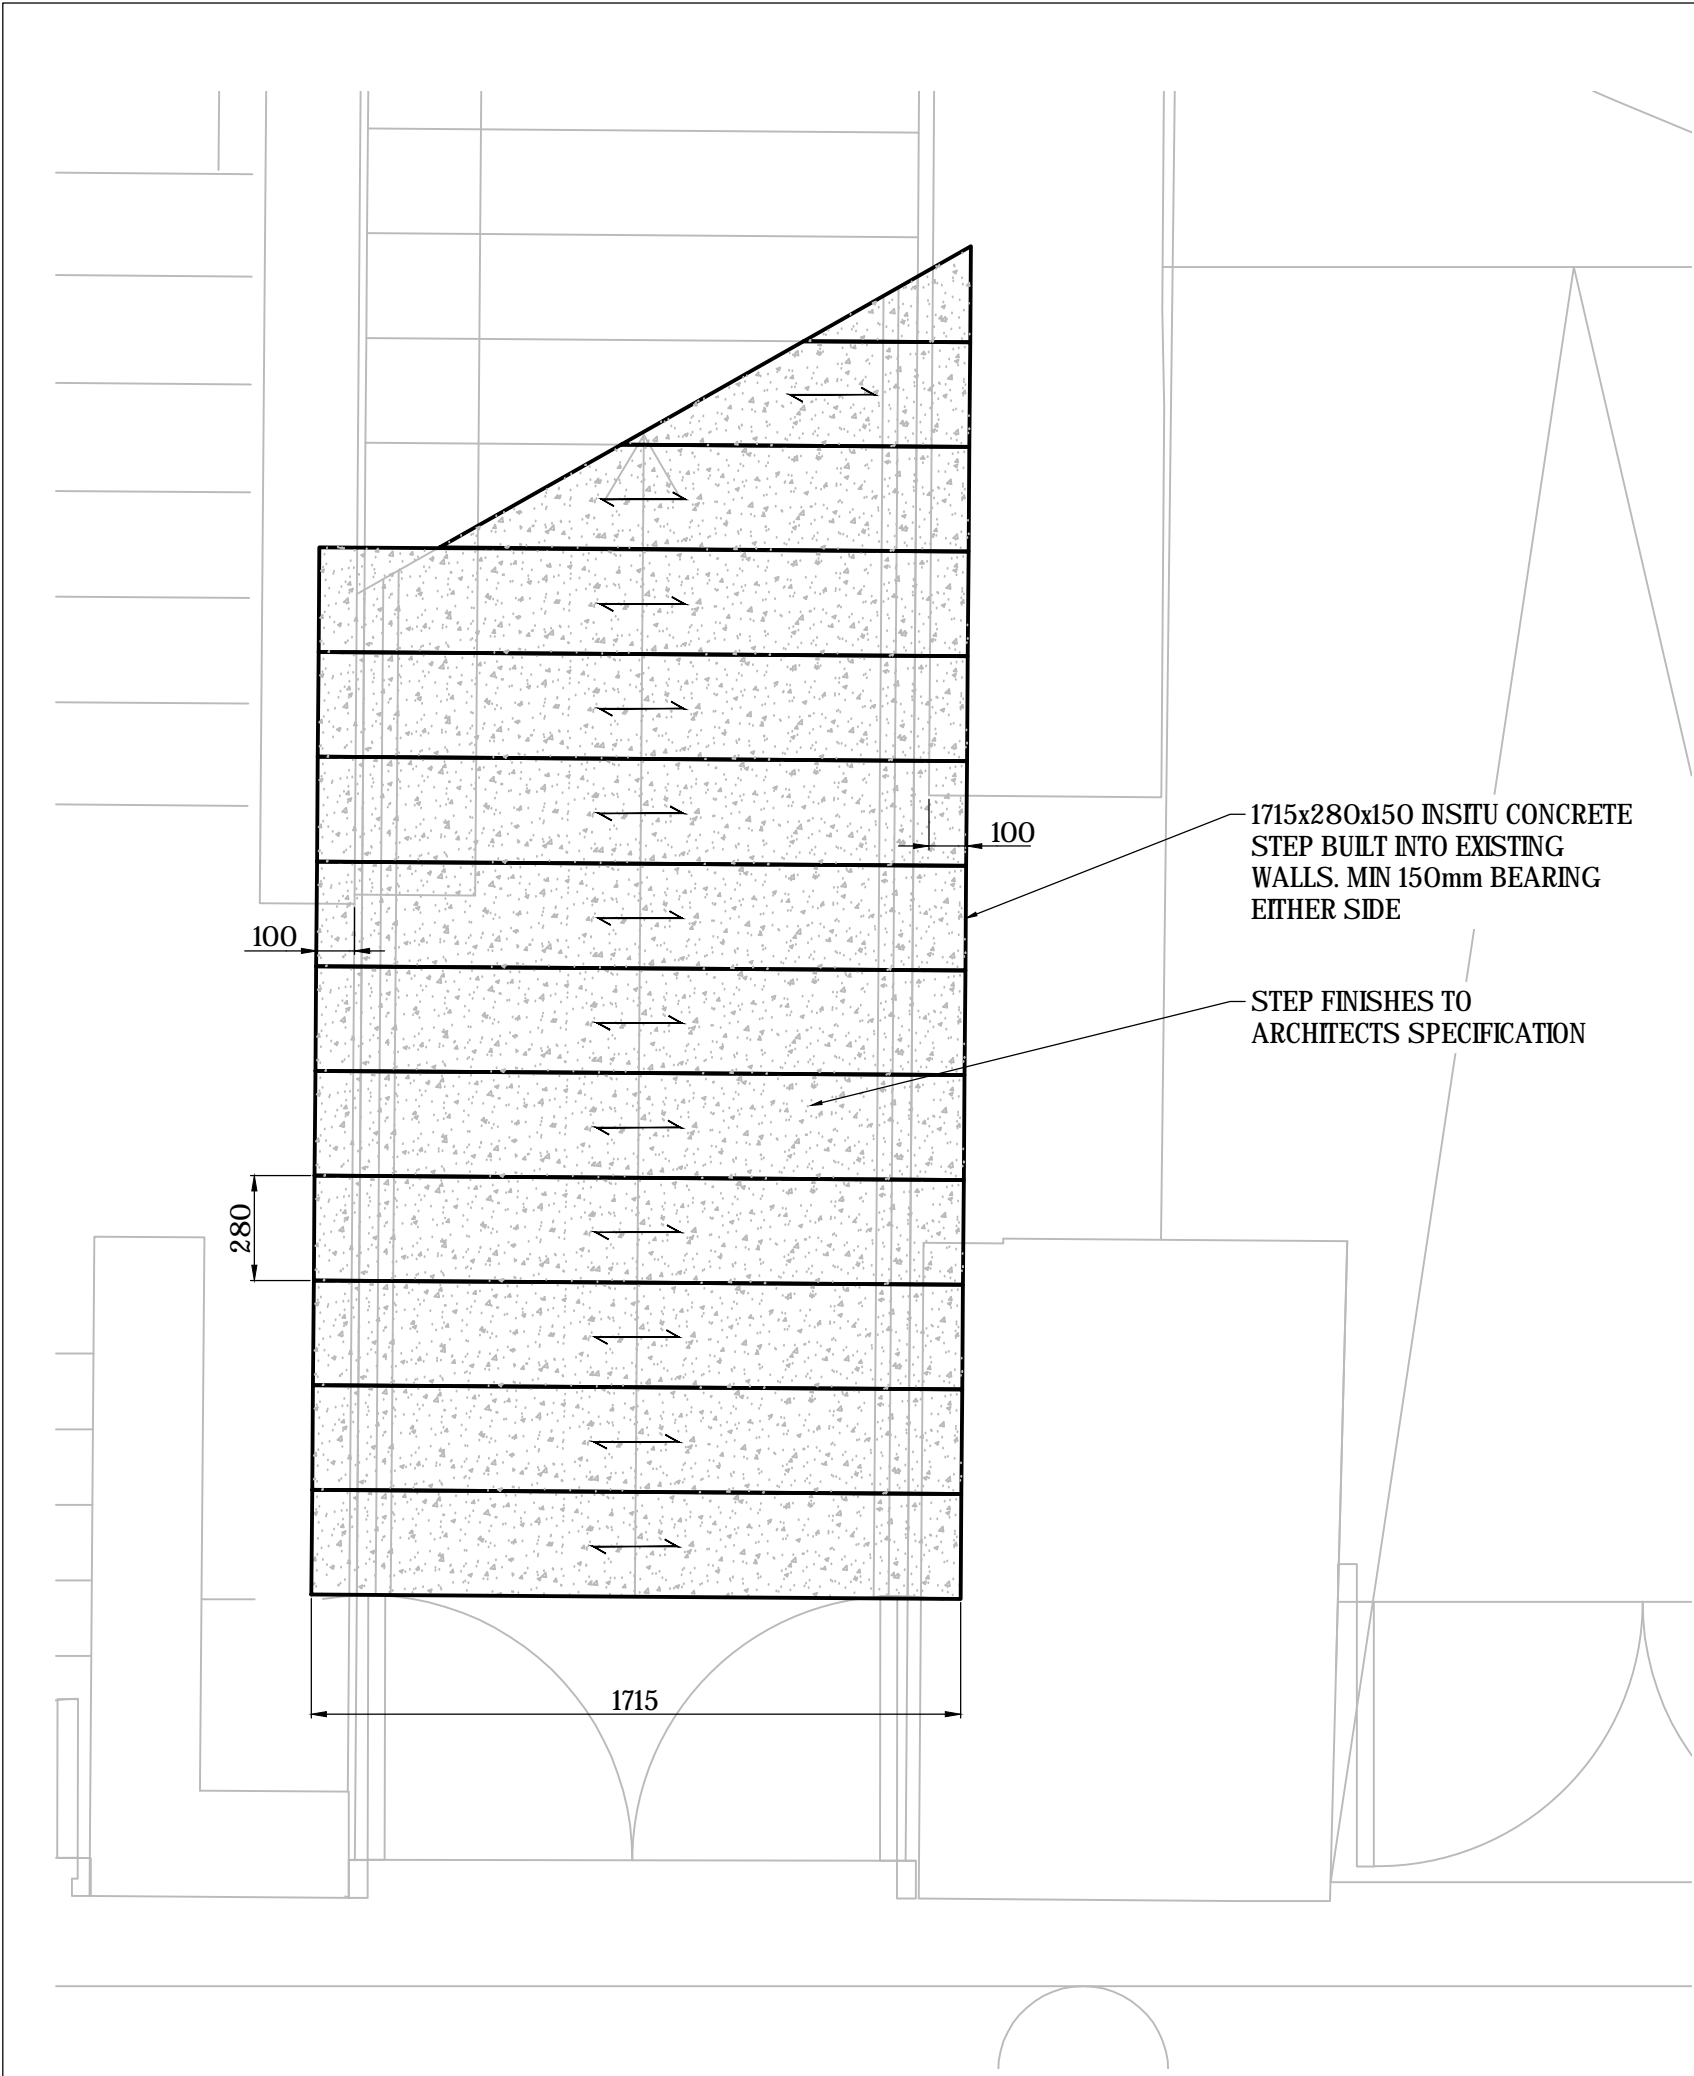 1715x280x150 INSITU CONCRETE
STEP BUILT INTO EXISTING
WALLS. MIN 150mm BEARING
EITHER SIDE
100
100
STEP FINISHES TO
ARCHITECTS SPECIFICATION
280
1715